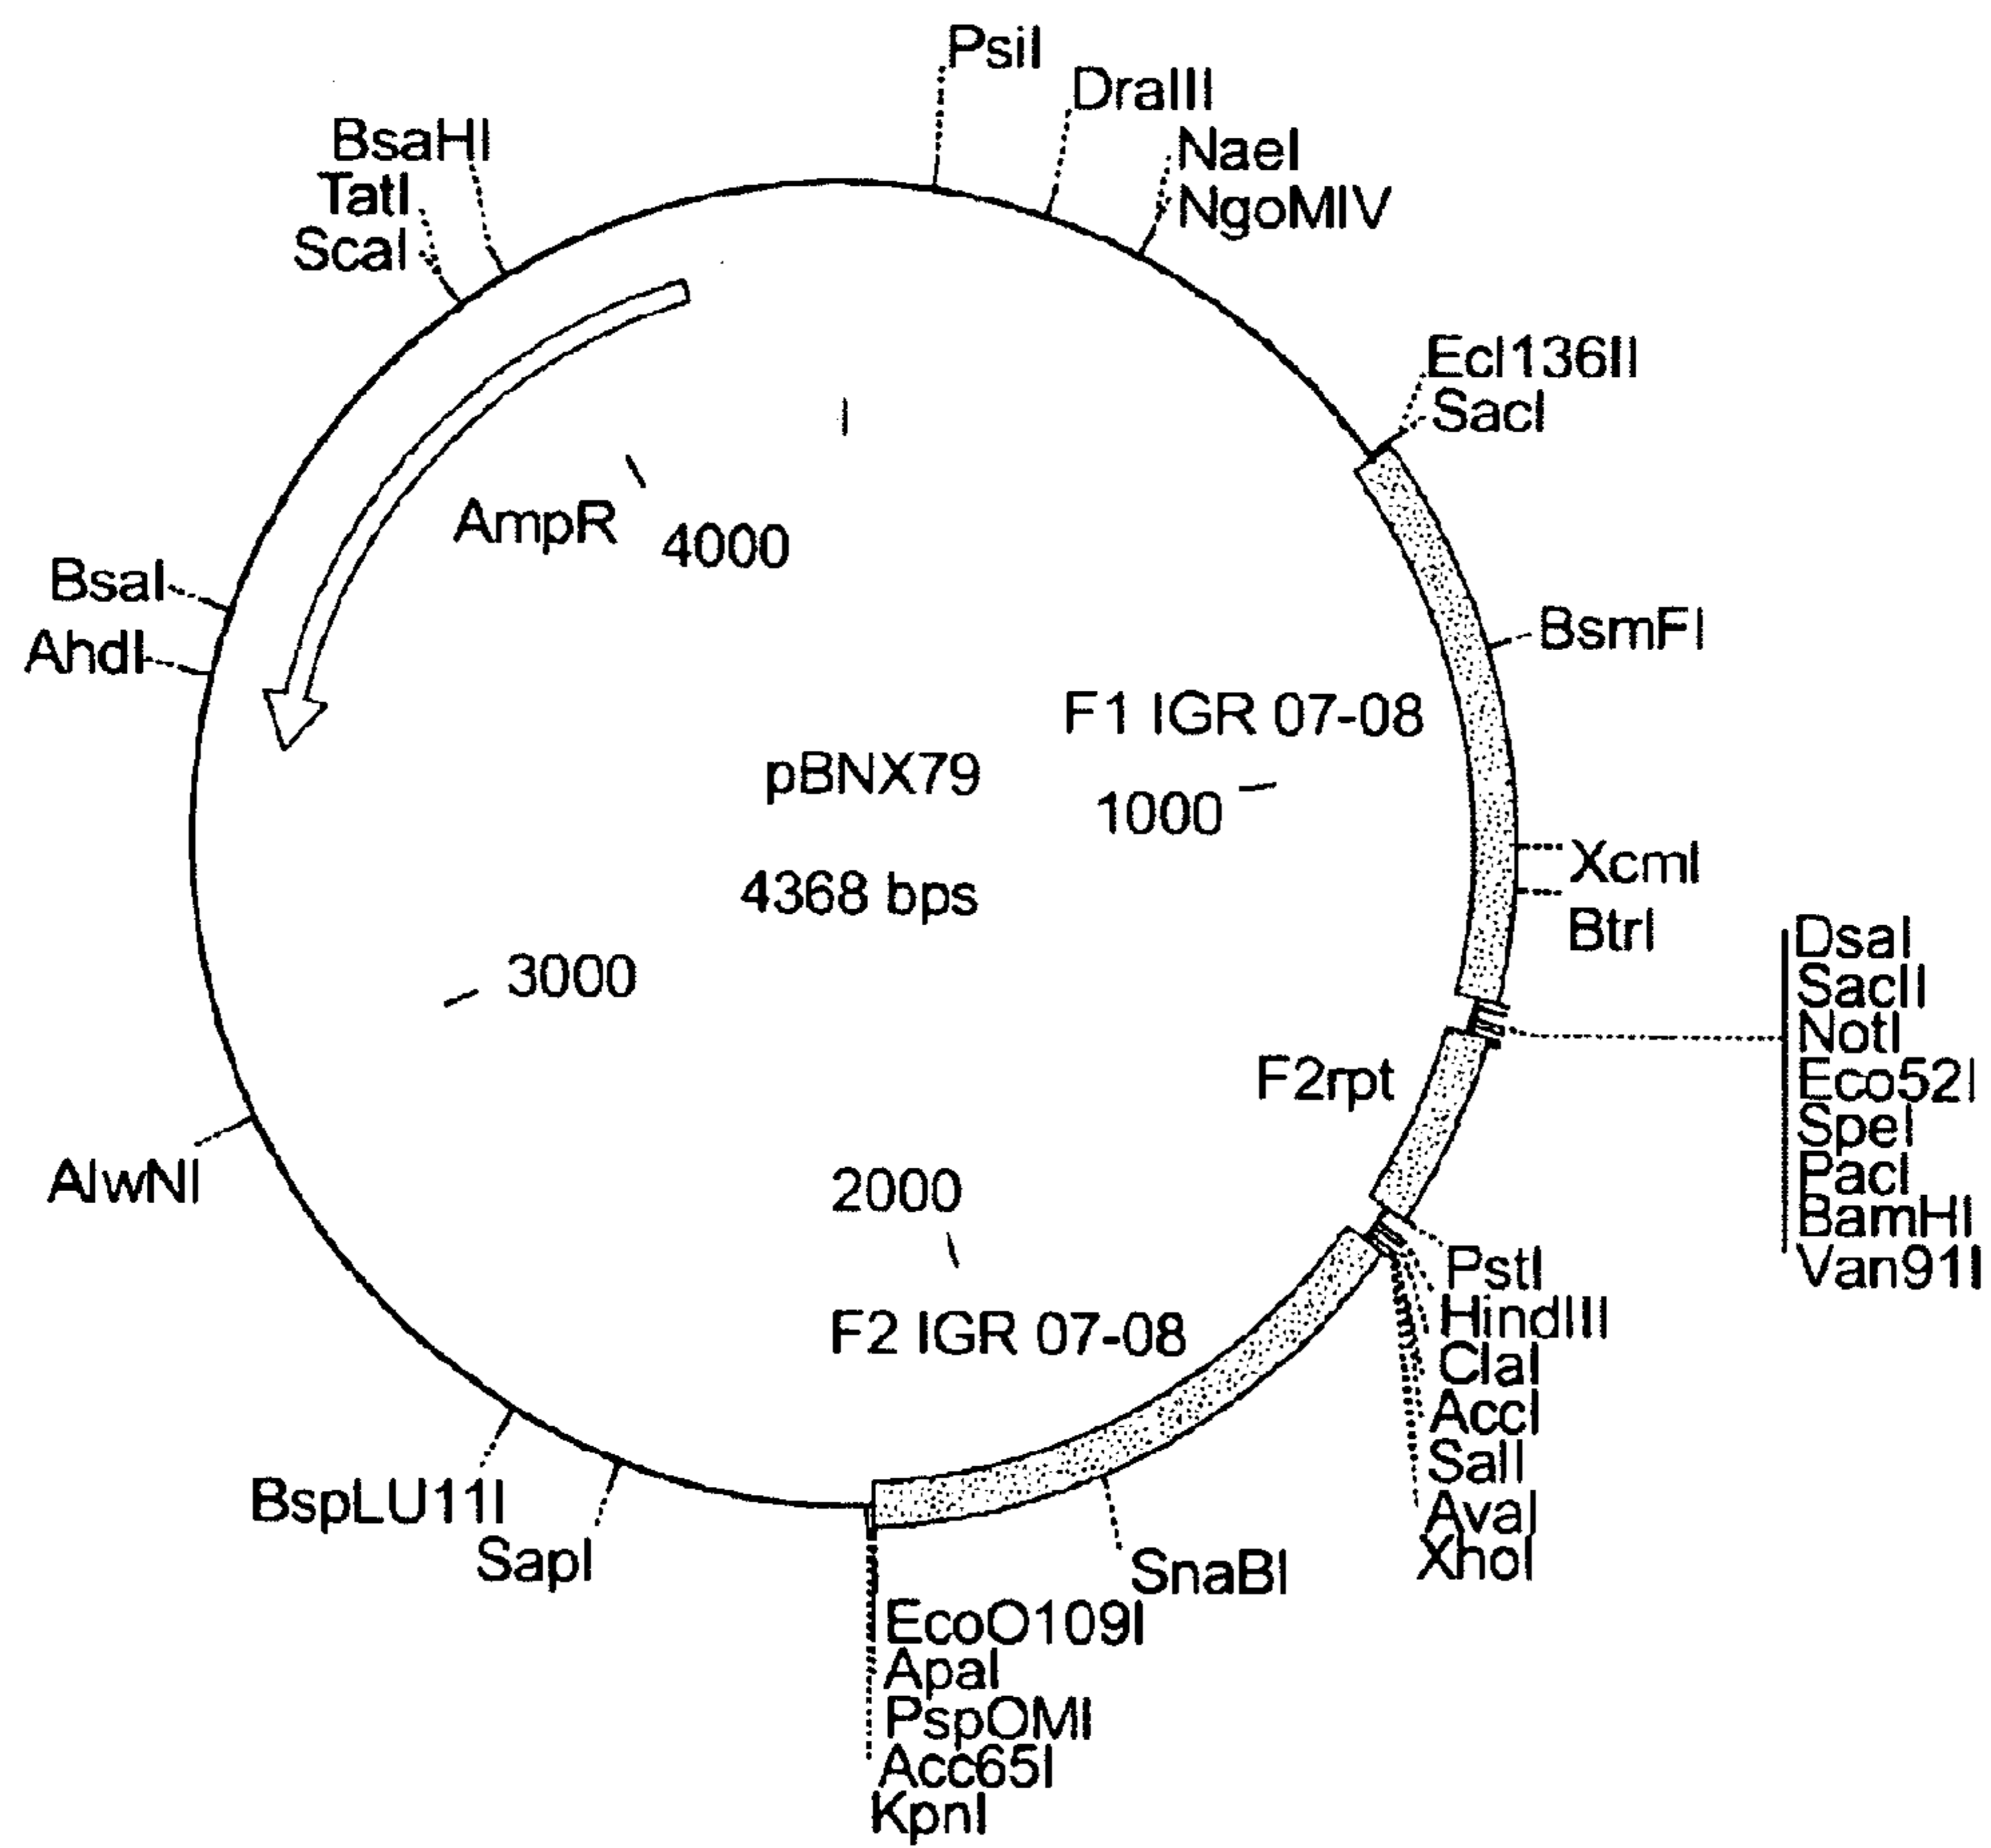 PsiI
DraIII
NaeI
NgoMIV
BsaHI
TatI
ScaI
Ecl136II
SacI
AmpR
4000
BsaI
AhdI
BsmFI
F1 IGR 07-08
pBNX79
1000
4368 bps
XcmI
BtrI
3000
DsaI
SacII
NotI
Eco52I
SpeI
PacI
BamHI
Van91I
F2rpt
AlwNI
2000
PstI
HindIII
ClaI
AccI
SalI
AvaI
XhoI
F2 IGR 07-08
BspLU11I
SapI
SnaBI
EcoO109I
ApaI
PspOMI
Acc65I
KpnI